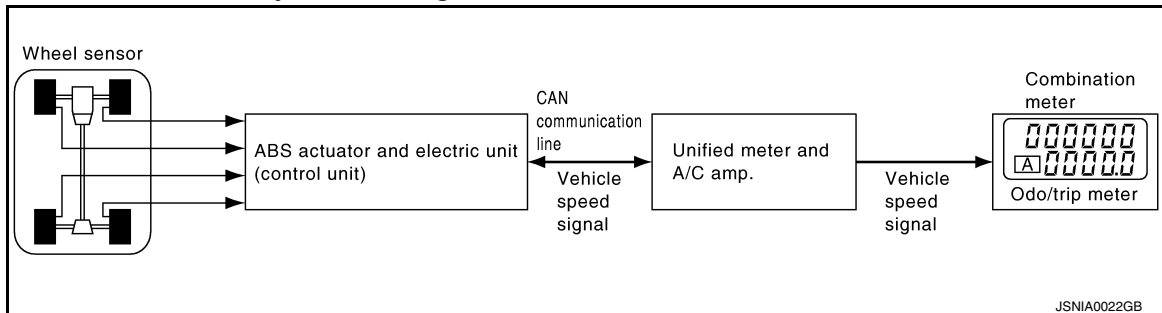 Wheel sensor
ABS actuator and electric unit
(control unit)
CAN
communication
line
Vehicle
speed
signal
Unified meter and
A/C amp.
Vehicle
speed
signal
Combination
meter
000000
A 0000.0
Odo/trip meter
JSNIA0022GB